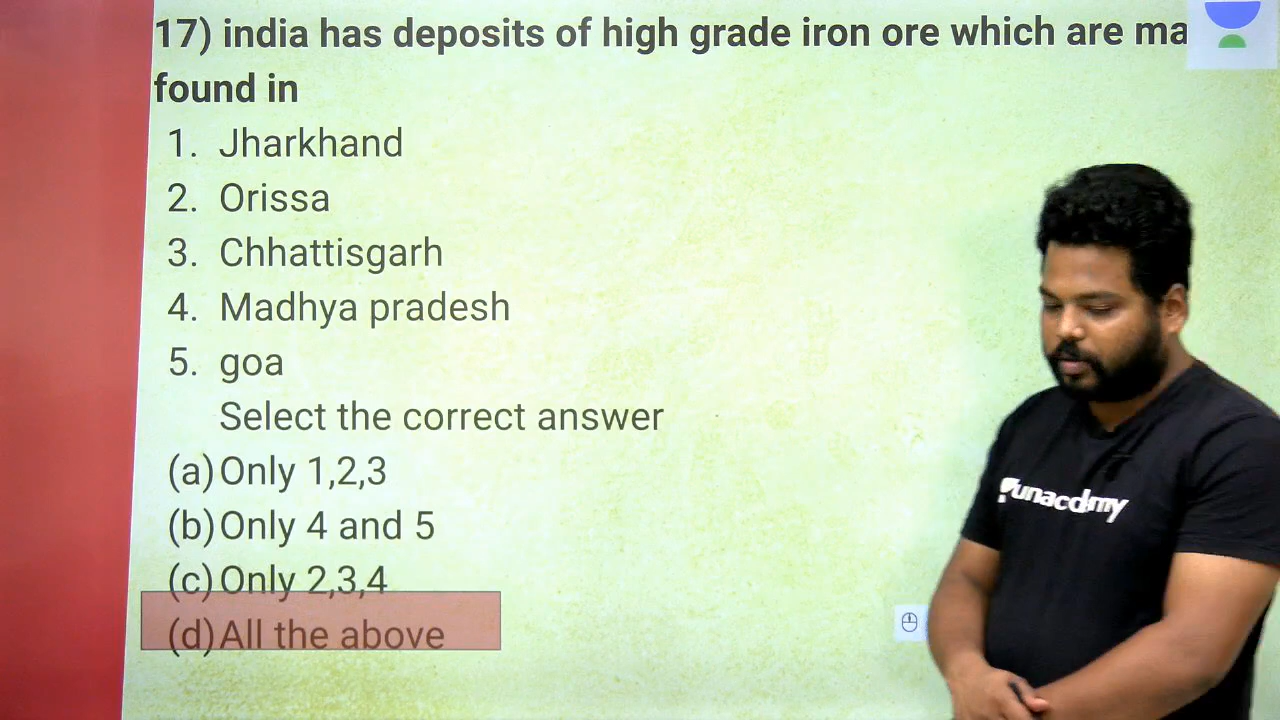 17) india has deposits of high grade iron ore which are ma
found in
1. Jharkhand
2. Orissa
3. Chhattisgarh
4. Madhya pradesh
5. goa
Select the correct answer
(a) Only 1,2,3
(b) Only 4 and 5
(c) Only 2,3,4
(d) All the above
unacdemy